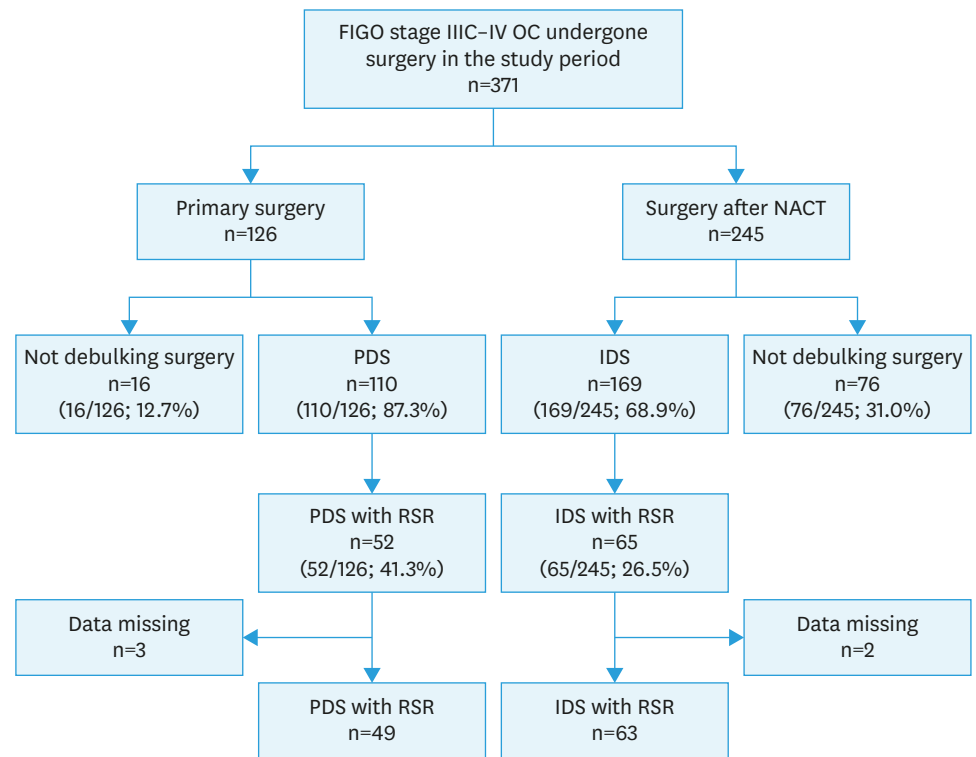 FIGO stage IIIC–IV OC undergone
surgery in the study period
n=371
Primary surgery
n=126
Surgery after NACT
n=245
Not debulking surgery
n=16
(16/126; 12.7%)
PDS
n=110
(110/126; 87.3%)
IDS
n=169
(169/245; 68.9%)
Not debulking surgery
n=76
(76/245; 31.0%)
PDS with RSR
n=52
(52/126; 41.3%)
IDS with RSR
n=65
(65/245; 26.5%)
Data missing
n=3
Data missing
n=2
PDS with RSR
n=49
IDS with RSR
n=63